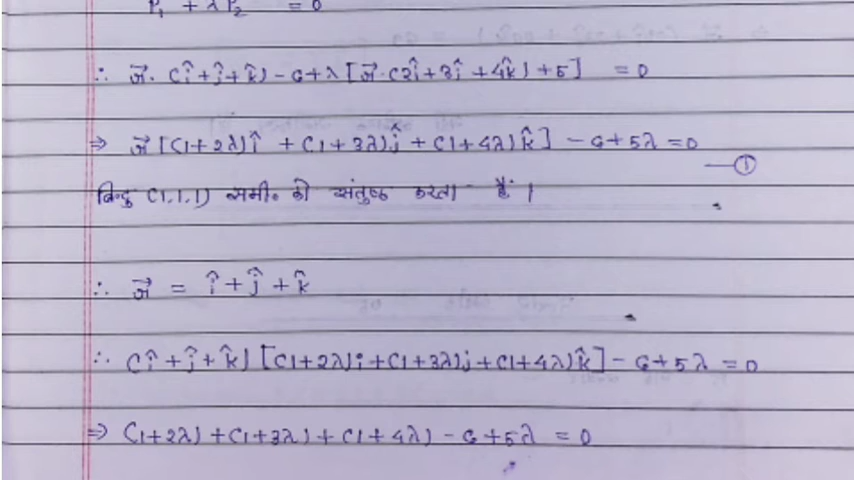 P₁ + λP₂ = 0
∴ r⃗. (î+ĵ+k̂) - 6+λ[r⃗.(2î+3ĵ+4k̂)+5] = 0
⇒ r⃗[(1+2λ)î + (1+3λ)ĵ + (1+4λ)k̂] - 6+5λ=0
—①
बिन्दु (1,1,1) समी० को संतुष्ट करता हैं।
∴ r⃗ = î+ĵ+k̂
∴ (î+ĵ+k̂) [(1+2λ)i+(1+3λ)j+(1+4λ)k̂] - 6+5λ = 0
⇒ (1+2λ)+(1+3λ)+(1+4λ) - 6+5λ = 0